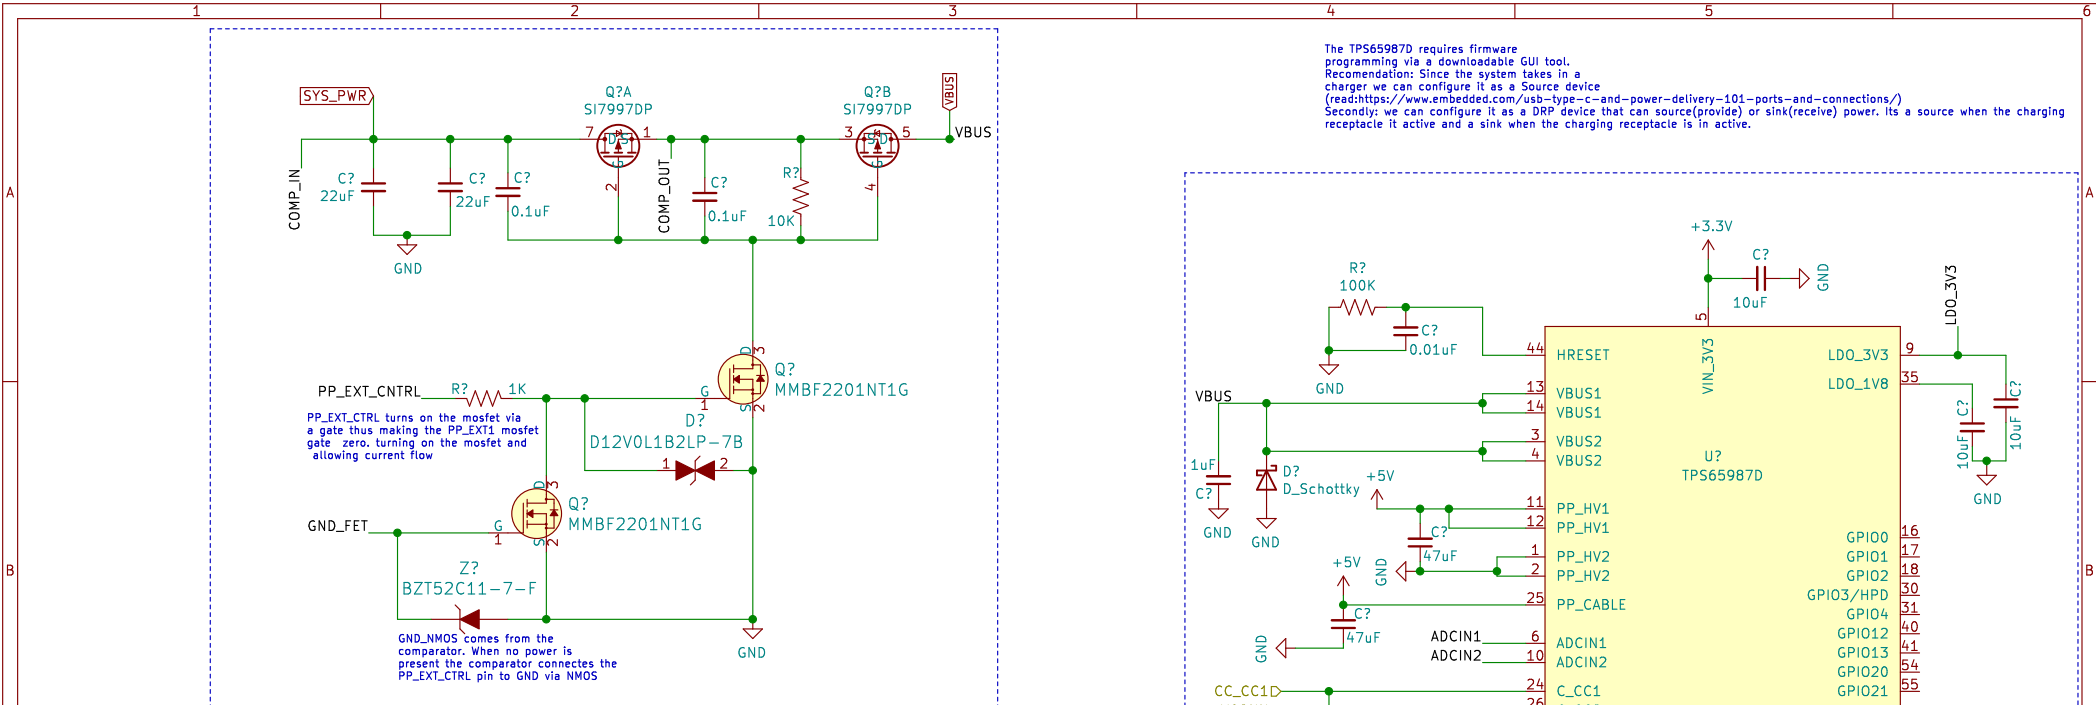 1 2 3 4 5 6
The TPS65987D requires firmware
programming via a downloadable GUI tool.
Recomendation: Since the system takes in a
charger we can configure it as a Source device
(read:https://www.embedded.com/usb-type-c-and-power-delivery-101-ports-and-connections/)
Secondly: we can configure it as a DRP device that can source(provide) or sink(receive) power. Its a source when the charging
receptacle it active and a sink when the charging receptacle is in active.
A
A
B
B
SYS_PWR
Q?A
SI7997DP
Q?B
SI7997DP
VBUS
VBUS
7 D S 1
S
2
3 S D 5
S
4
COMP_IN
C?
22uF
C?
22uF
C?
0.1uF
COMP_OUT
C?
0.1uF
R?
10K
GND
PP_EXT_CNTRL
R?
1K
G
1
D
3
S
2
Q?
MMBF2201NT1G
PP_EXT_CTRL turns on the mosfet via
a gate thus making the PP_EXT1 mosfet
gate zero. turning on the mosfet and
allowing current flow
D?
D12V0L1B2LP-7B
1 2
D
3
Q?
MMBF2201NT1G
GND_FET
G
1
S
2
Z?
BZT52C11-7-F
GND_NMOS comes from the
comparator. When no power is
present the comparator connectes the
PP_EXT_CTRL pin to GND via NMOS
GND
+3.3V
C?
10uF
GND
5
VIN_3V3
R?
100K
C?
0.01uF
GND
44 HRESET
VBUS
13 VBUS1
14 VBUS1
3 VBUS2
4 VBUS2
1uF
C?
GND
D?
D_Schottky
GND
+5V
11 PP_HV1
12 PP_HV1
C?
47uF
GND
1 PP_HV2
2 PP_HV2
+5V
25 PP_CABLE
C?
47uF
GND
ADCIN1
6 ADCIN1
ADCIN2
10 ADCIN2
CC_CC1
24 C_CC1
26
U?
TPS65987D
LDO_3V3
LDO_3V3 9
LDO_1V8 35
C?
10uF
C?
10uF
GND
GPIO0 16
GPIO1 17
GPIO2 18
GPIO3/HPD 30
GPIO4 31
GPIO12 40
GPIO13 41
GPIO20 54
GPIO21 55